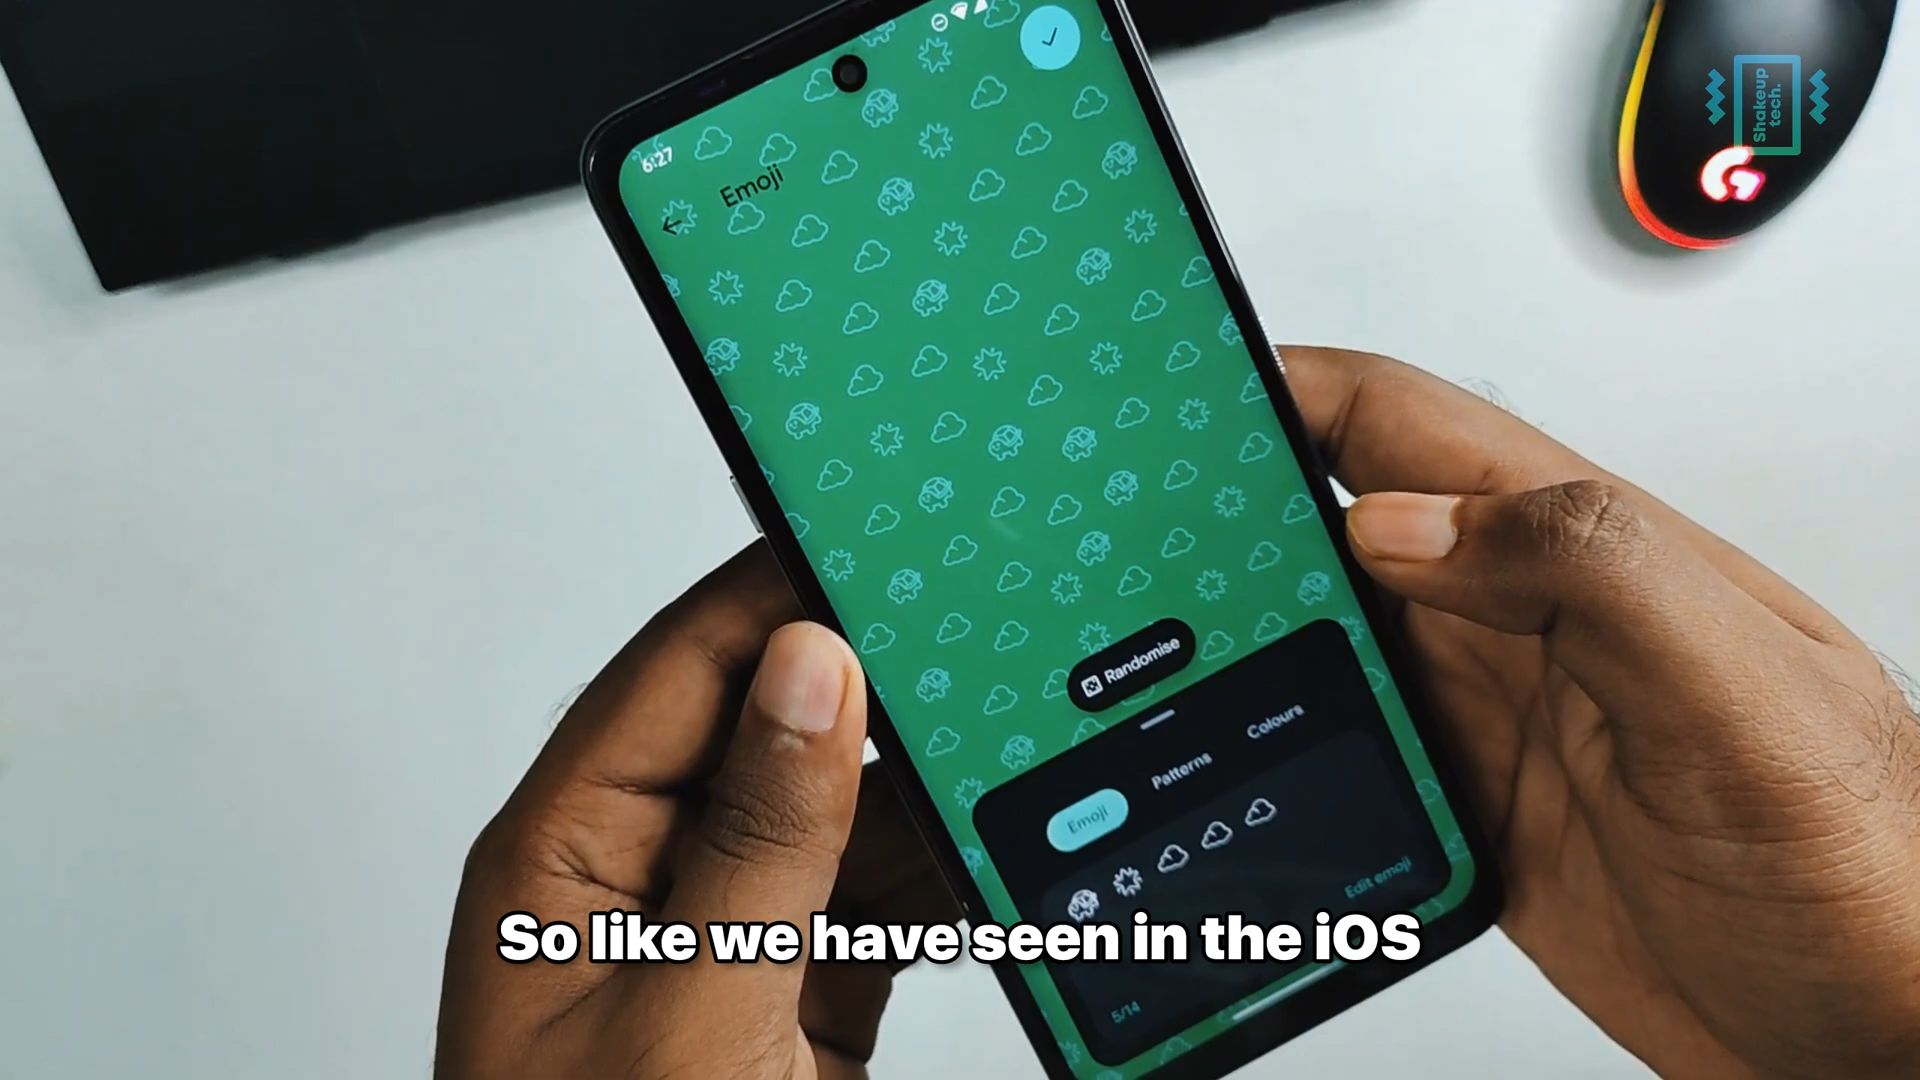 6:27
Emoji
Shakeup
tech.
G
Randomise
Emoji
Patterns
Colours
Edit emoji
5/14
So like we have seen in the iOS